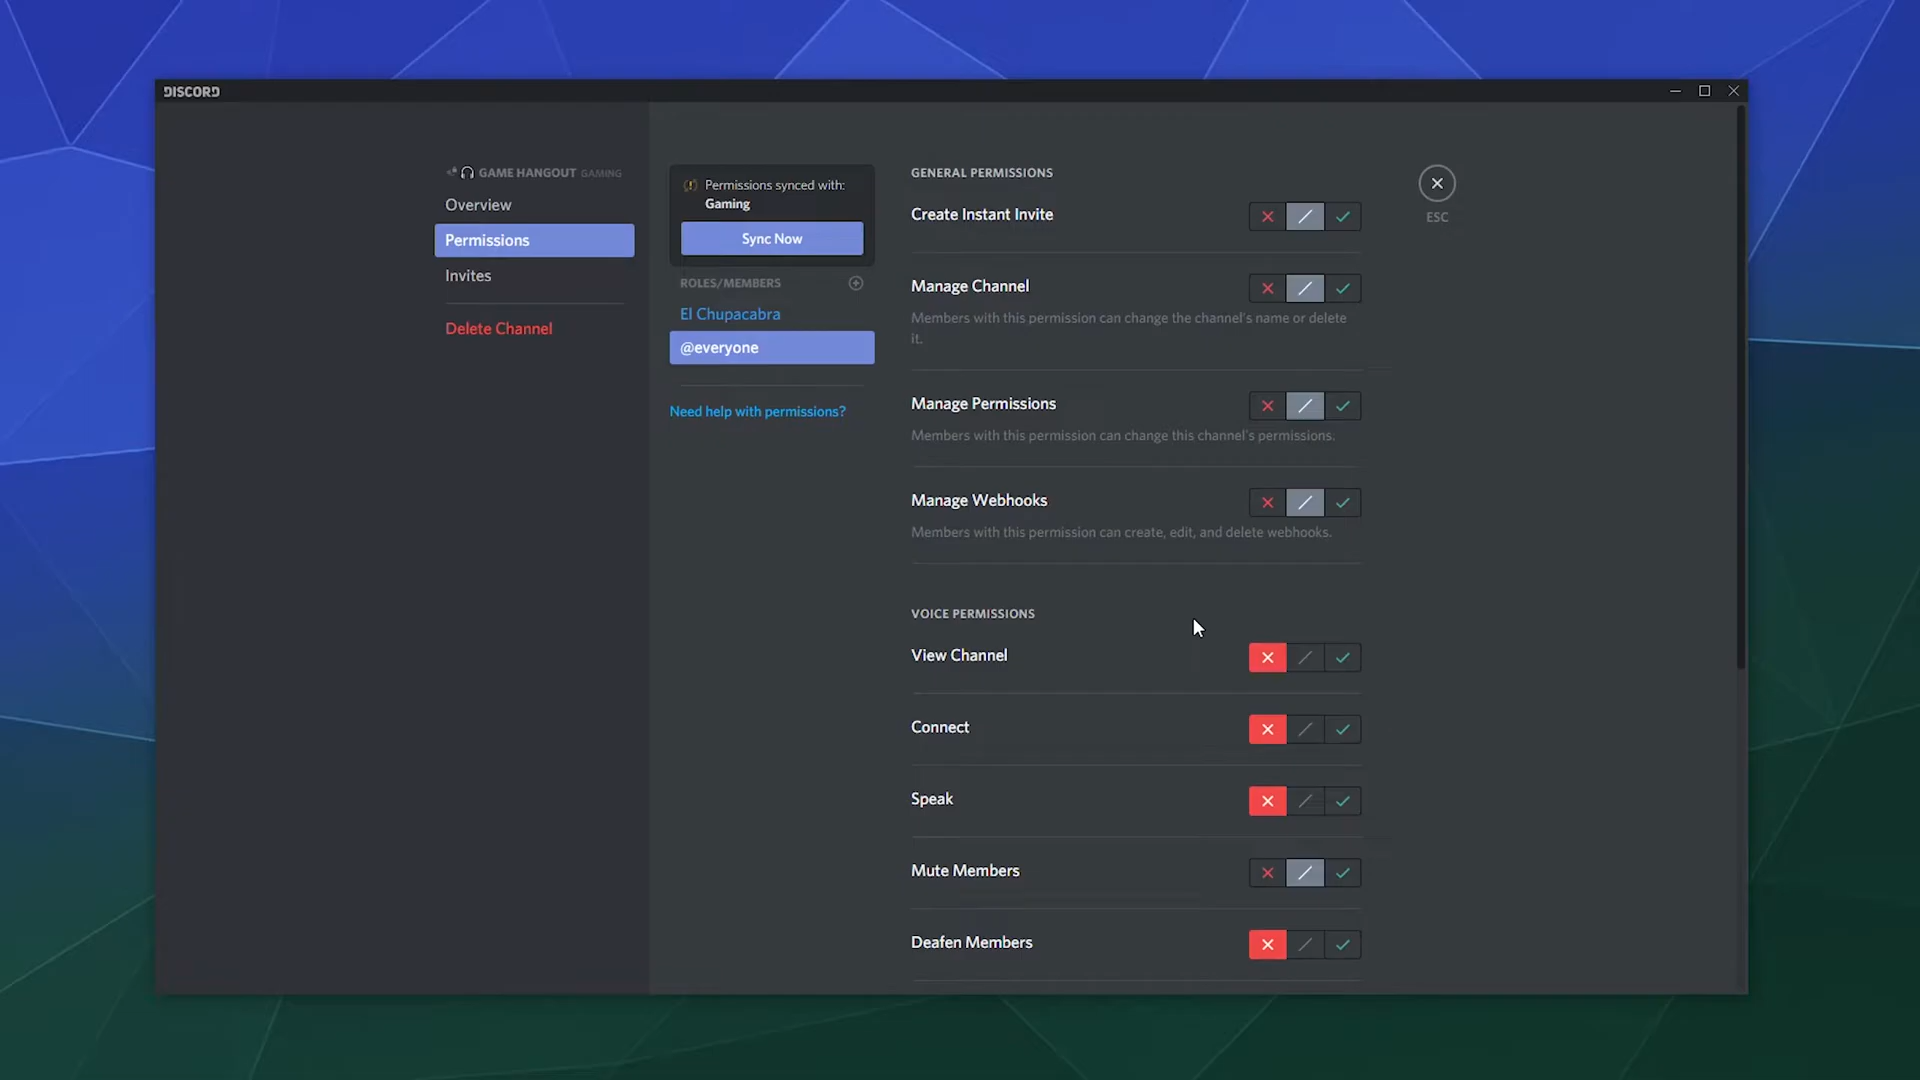 DISCORD
GAME HANGOUT GAMING
Overview
Permissions
Invites
Delete Channel
Permissions synced with:
Gaming
Sync Now
ROLES/MEMBERS
El Chupacabra
@everyone
Need help with permissions?
GENERAL PERMISSIONS
Create Instant Invite
Manage Channel
Members with this permission can change the channel's name or delete
it.
Manage Permissions
Members with this permission can change this channel's permissions.
Manage Webhooks
Members with this permission can create, edit, and delete webhooks.
VOICE PERMISSIONS
View Channel
Connect
Speak
Mute Members
Deafen Members
ESC